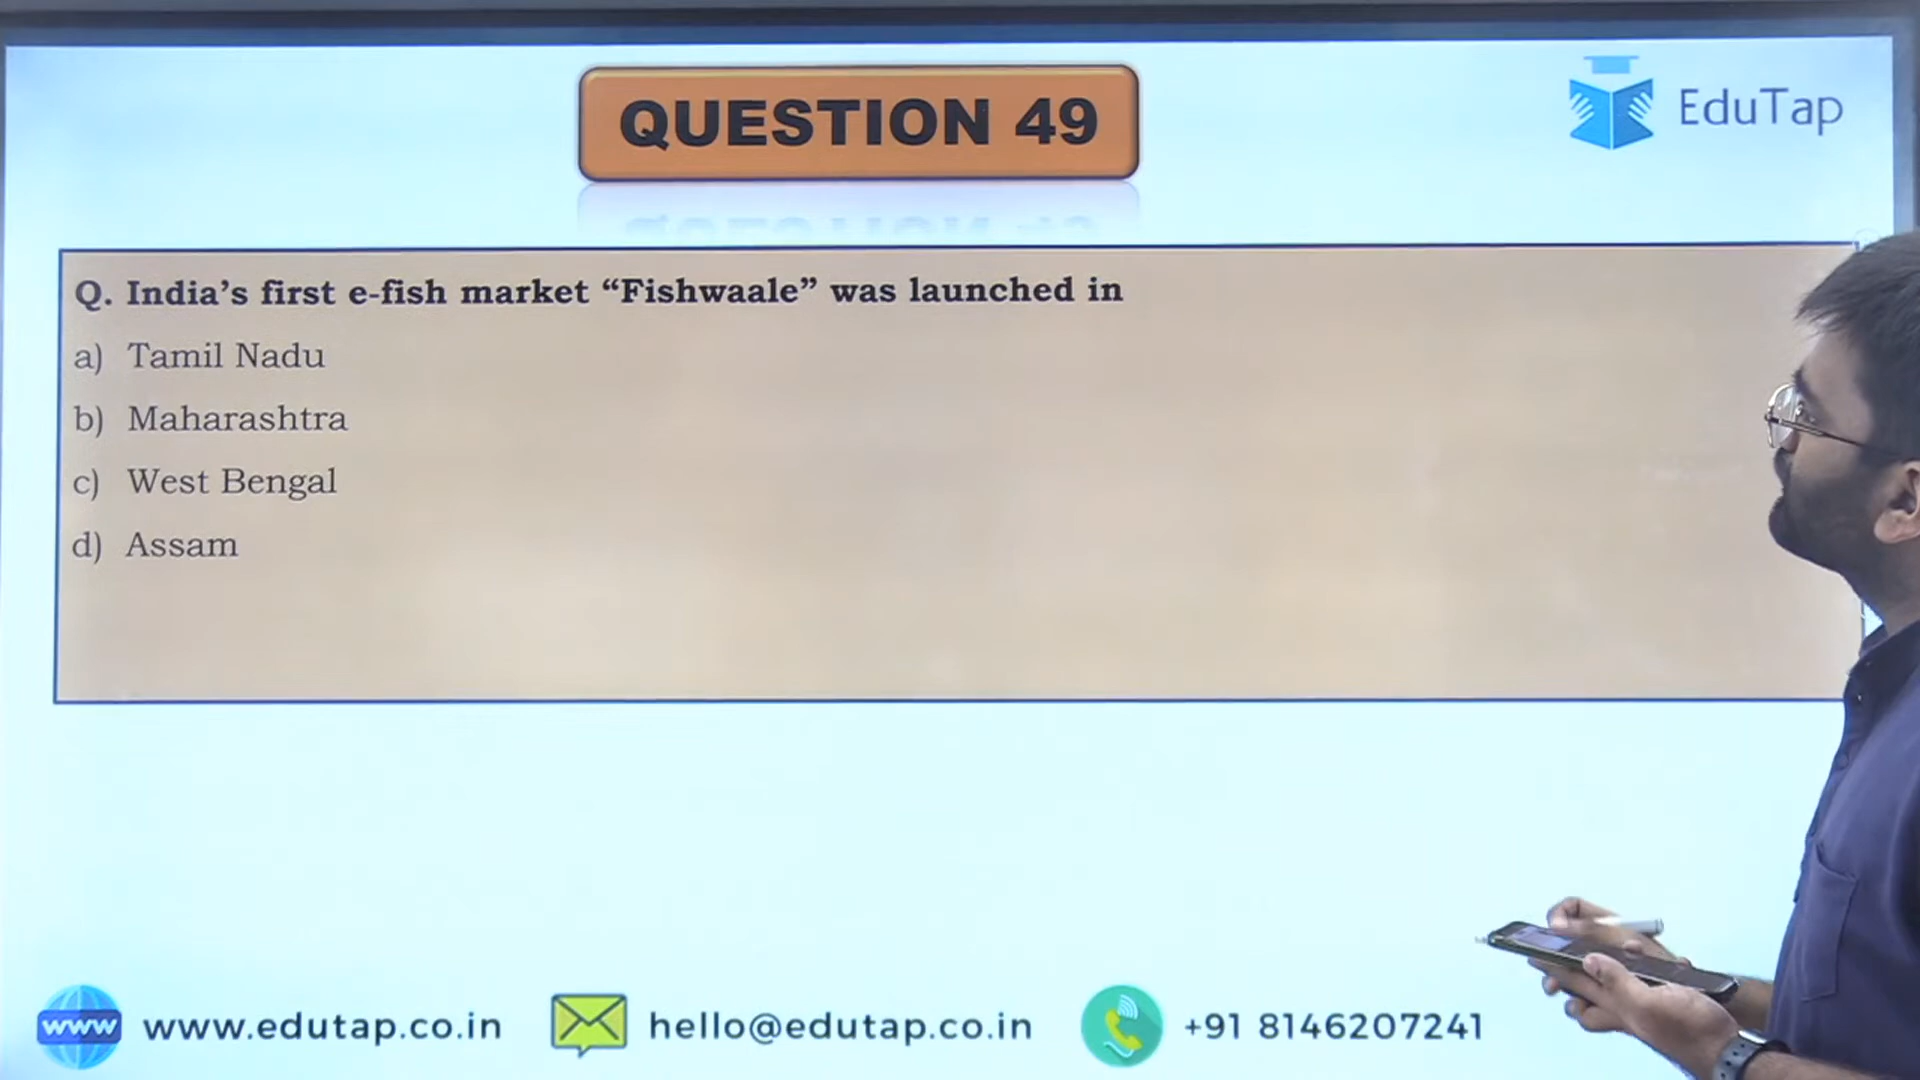 QUESTION 49
EduTap
Q. India’s first e-fish market “Fishwaale” was launched in
a) Tamil Nadu
b) Maharashtra
c) West Bengal
d) Assam
www www.edutap.co.in hello@edutap.co.in +91 8146207241